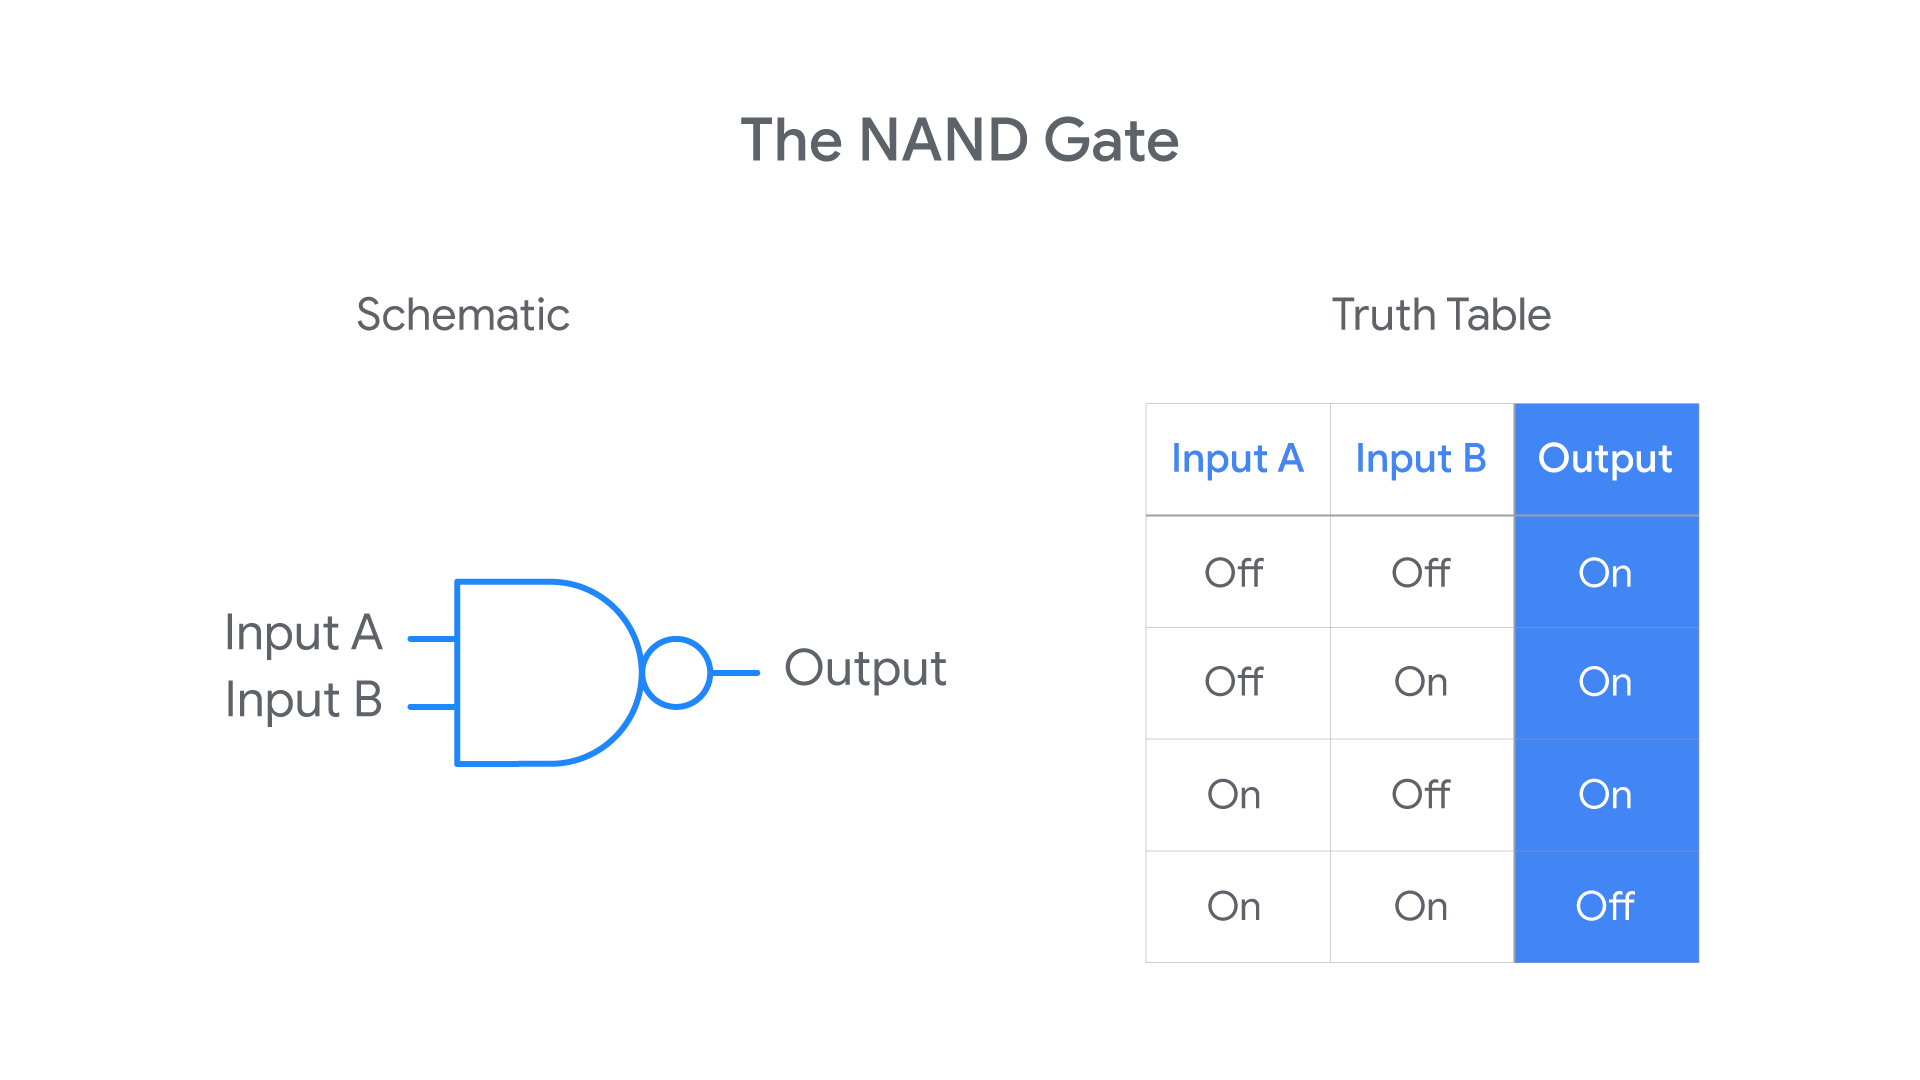 The NAND Gate
Schematic
Input A
Input B
Output
Truth Table
Input A Input B Output
Off Off On
Off On On
On Off On
On On Off